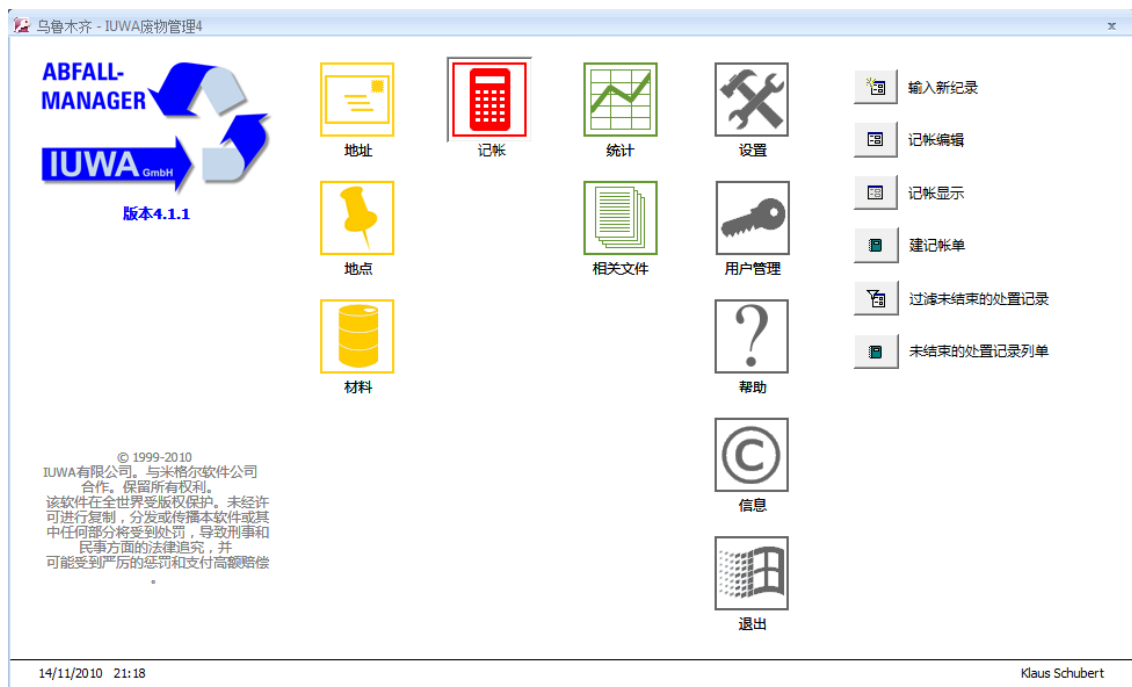 乌鲁木齐 - IUWA废物管理4
x
ABFALL-
MANAGER
IUWA GmbH
版本4.1.1
地址
记帐
统计
设置
地点
相关文件
用户管理
材料
帮助
信息
退出
输入新纪录
记帐编辑
记帐显示
建记帐单
过滤未结束的处置记录
未结束的处置记录列单
© 1999-2010
IUWA有限公司。与米格尔软件公司
合作。保留所有权利。
该软件在全世界受版权保护。未经许
可进行复制，分发或传播本软件或其
中任何部分将受到处罚，导致刑事和
民事方面的法律追究，并
可能受到严厉的惩罚和支付高额赔偿
。
14/11/2010 21:18
Klaus Schubert